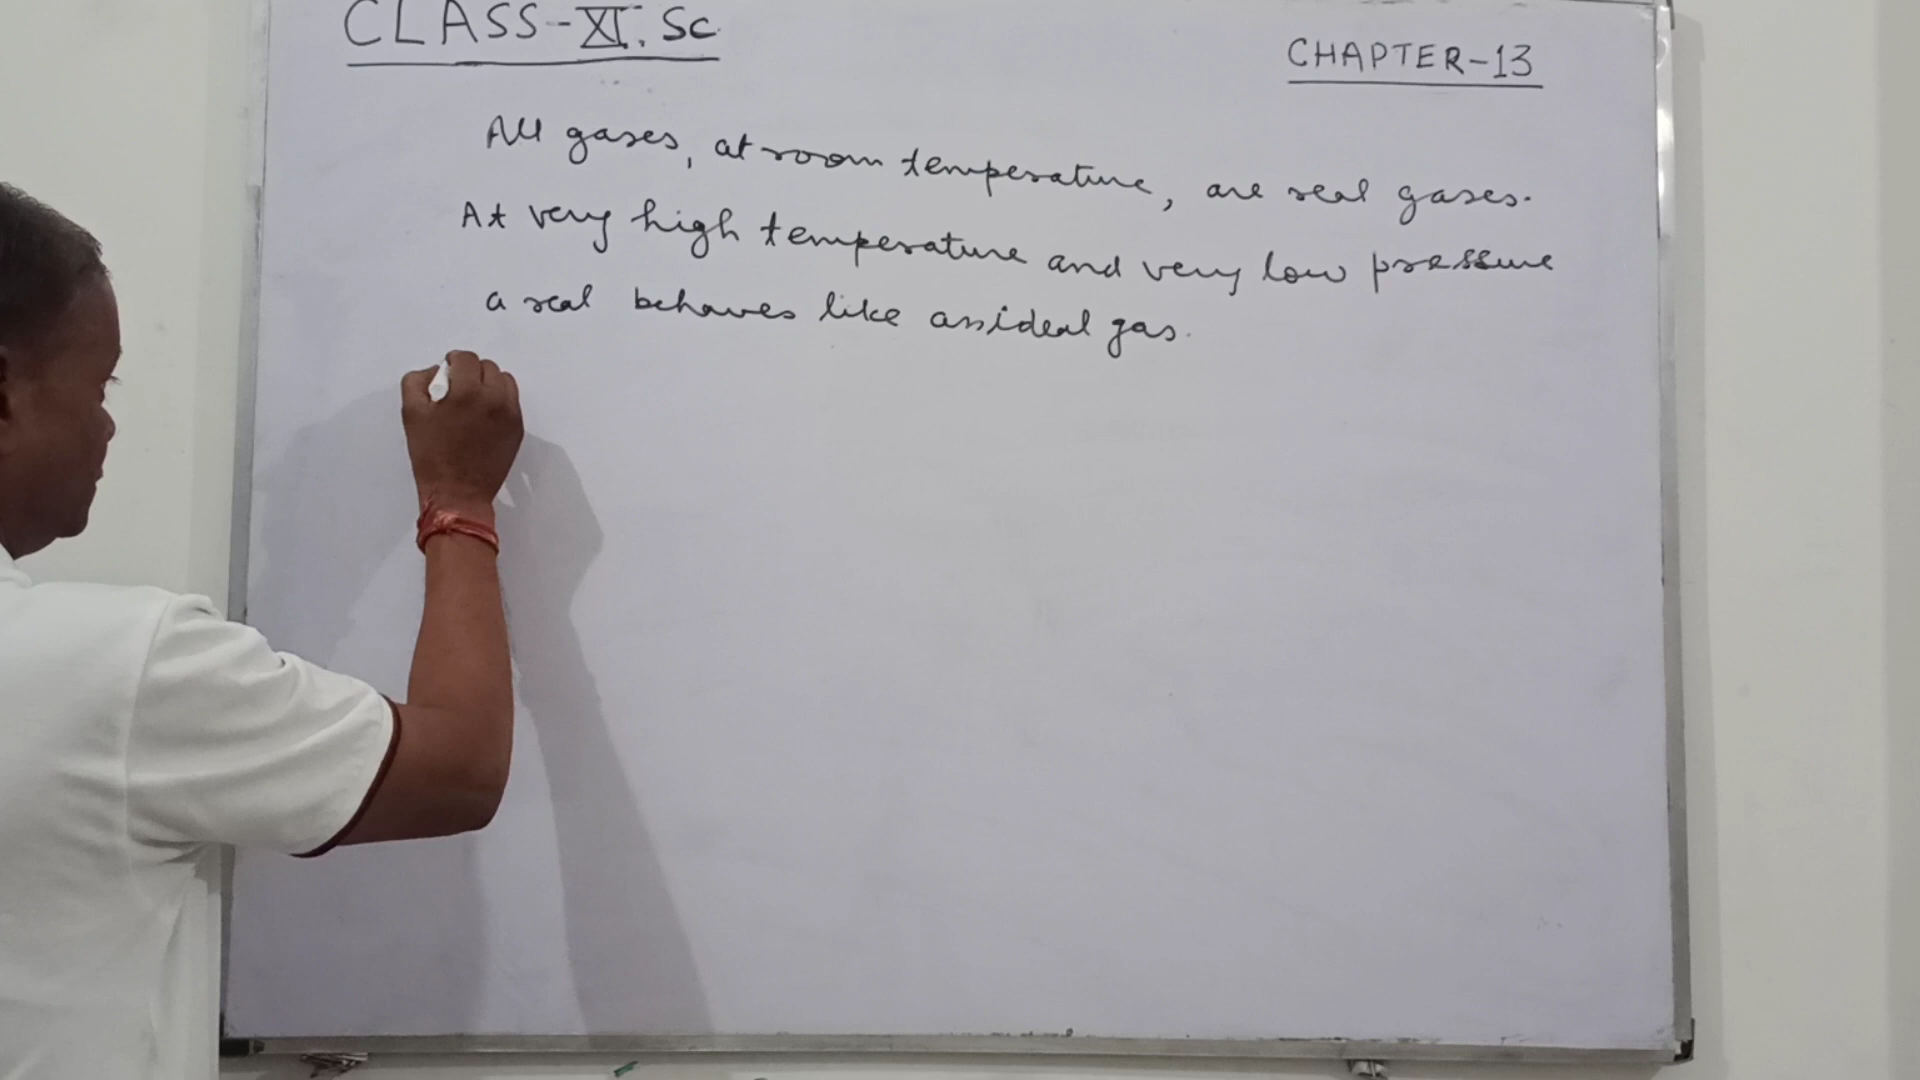 CLASS-XI. Sc
CHAPTER-13
All gases, at room temperature, are real gases.
At very high temperature and very low pressure
a real behaves like an ideal gas.